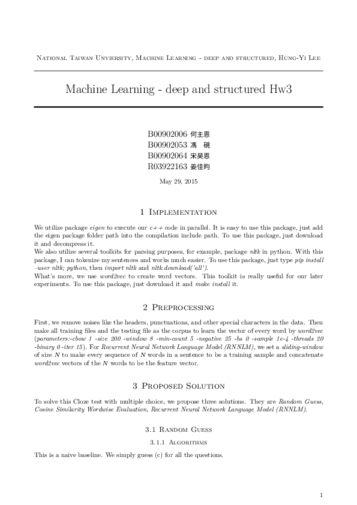 National Taiwan Unviersity, Machine Learning - deep and structured, Hung-Yi Lee
Machine Learning - deep and structured Hw3
B00902006 何主恩
B00902053 馮 硯
B00902064 宋昊恩
R03922163 姜佳昀
May 29, 2015
1 Implementation
We utilize package eigen to execute our c++ code in parallel. It is easy to use this package, just add
the eigen package folder path into the compilation include path. To use this package, just download
it and decompress it.
We also utilize several toolkits for parsing purposes, for example, package nltk in python. With this
package, I can tokenize my sentences and works much easier. To use this package, just type pip install
-user nltk; python, then import nltk and nltk.download('all').
What's more, we use word2vec to create word vectors. This toolkit is really useful for our later
experiments. To use this package, just download it and make install it.
2 Preprocessing
First, we remove noises like the headers, punctuations, and other special characters in the data. Then
make all training files and the testing file as the corpus to learn the vector of every word by word2vec
(parameters:-cbow 1 -size 200 -window 8 -min-count 5 -negative 25 -hs 0 -sample 1e-4 -threads 20
-binary 0 -iter 15). For Recurrent Neural Network Language Model (RNNLM), we set a sliding-window
of size N to make every sequence of N words in a sentence to be a training sample and concatenate
word2vec vectors of the N words to be the feature vector.
3 Proposed Solution
To solve this Cloze test with multiple choice, we propose three solutions. They are Random Guess,
Cosine Similarity Wordwise Evaluation, Recurrent Neural Network Language Model (RNNLM).
3.1 Random Guess
3.1.1 Algorithms
This is a naive baseline. We simply guess (c) for all the questions.
1